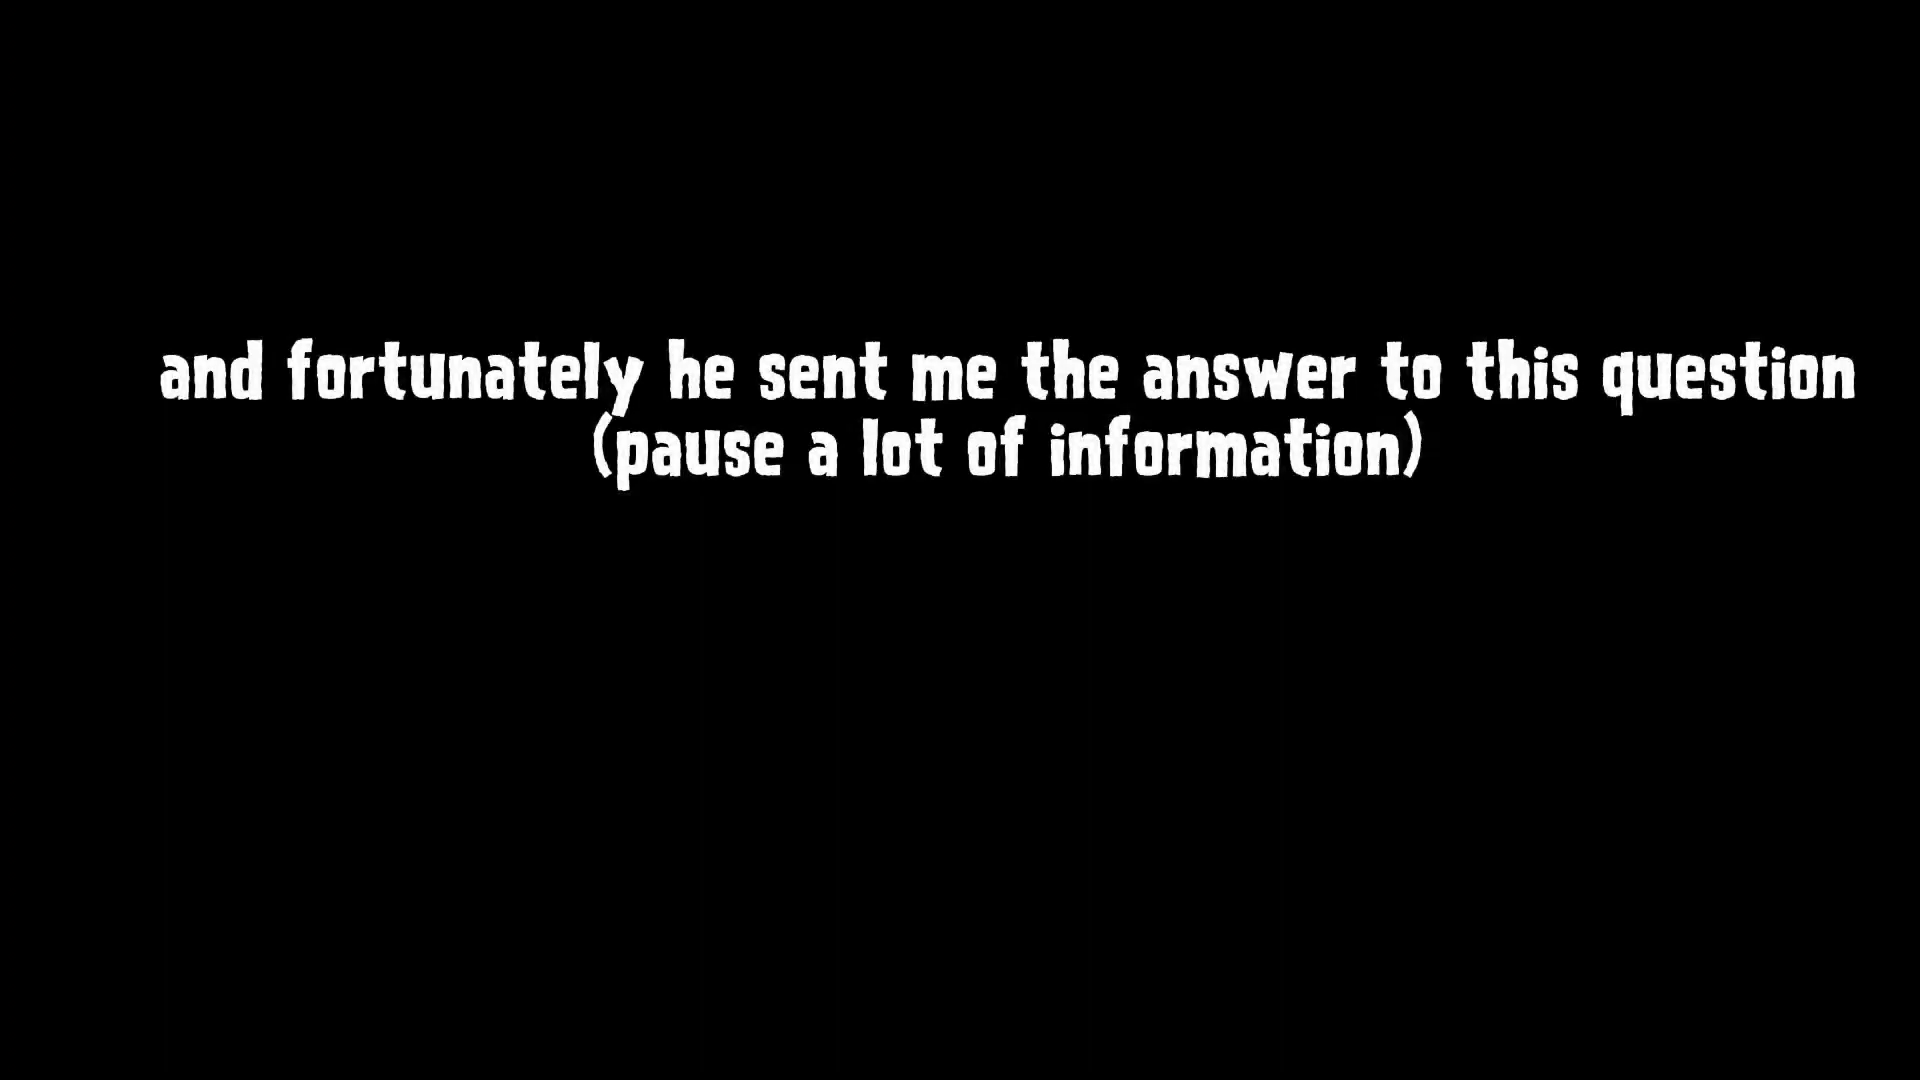 and fortunately he sent me the answer to this question
(pause a lot of information)